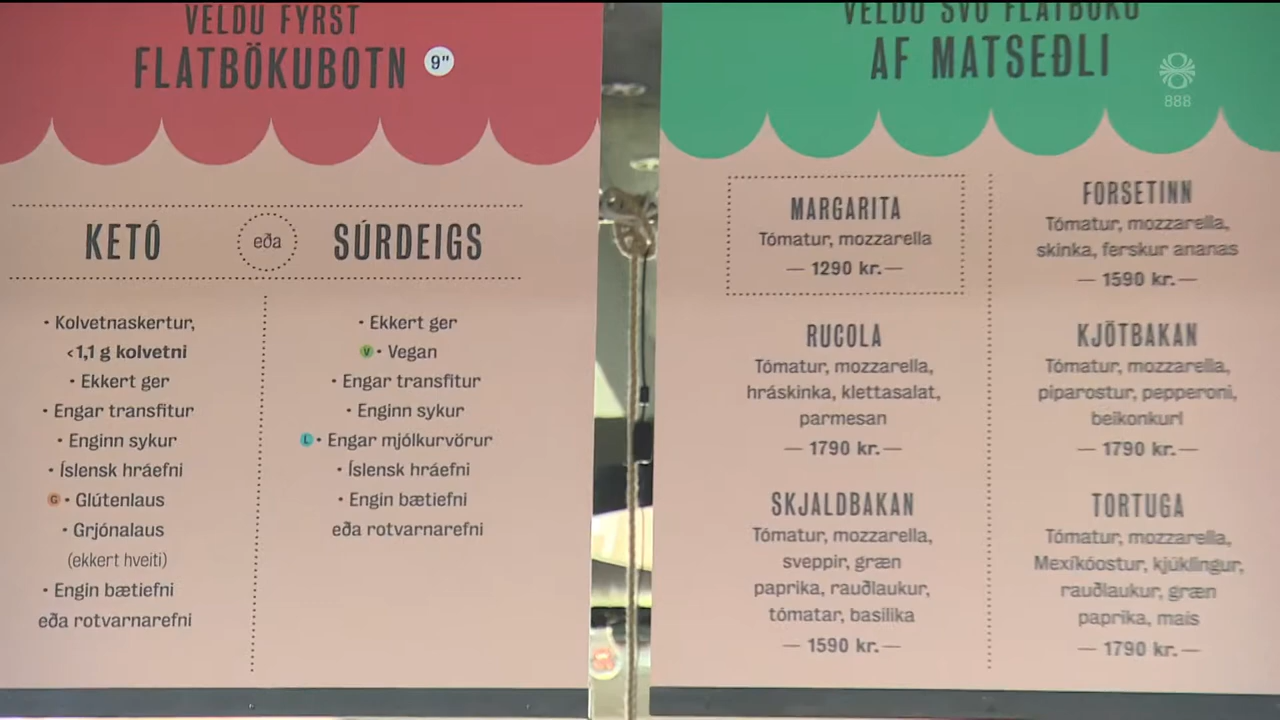 VELDU FYRST
FLATBÖKUBOTN 9"
KETÓ eða SÚRDEIGS
• Kolvetnaskertur,
<1,1 g kolvetni
• Ekkert ger
• Engar transfitur
• Enginn sykur
• Íslensk hráefni
G • Glútenlaus
• Grjónalaus
(ekkert hveiti)
• Engin bætiefni
eða rotvarnarefni
• Ekkert ger
V • Vegan
• Engar transfitur
• Enginn sykur
L • Engar mjólkurvörur
• Íslensk hráefni
• Engin bætiefni
eða rotvarnarefni
VELDU SVO FLATBÖKU
AF MATSEÐLI
888
MARGARITA
Tómatur, mozzarella
— 1290 kr. —
RUCOLA
Tómatur, mozzarella,
hráskinka, klettasalat,
parmesan
— 1790 kr. —
SKJALDBAKAN
Tómatur, mozzarella,
sveppir, græn
paprika, rauðlaukur,
tómatar, basilika
— 1590 kr. —
FORSETINN
Tómatur, mozzarella,
skinka, ferskur ananas
— 1590 kr. —
KJÖTBAKAN
Tómatur, mozzarella,
piparostur, pepperoni,
beikonkurl
— 1790 kr. —
TORTUGA
Tómatur, mozzarella,
Mexíkóostur, kjúklingur,
rauðlaukur, græn
paprika, maís
— 1790 kr. —